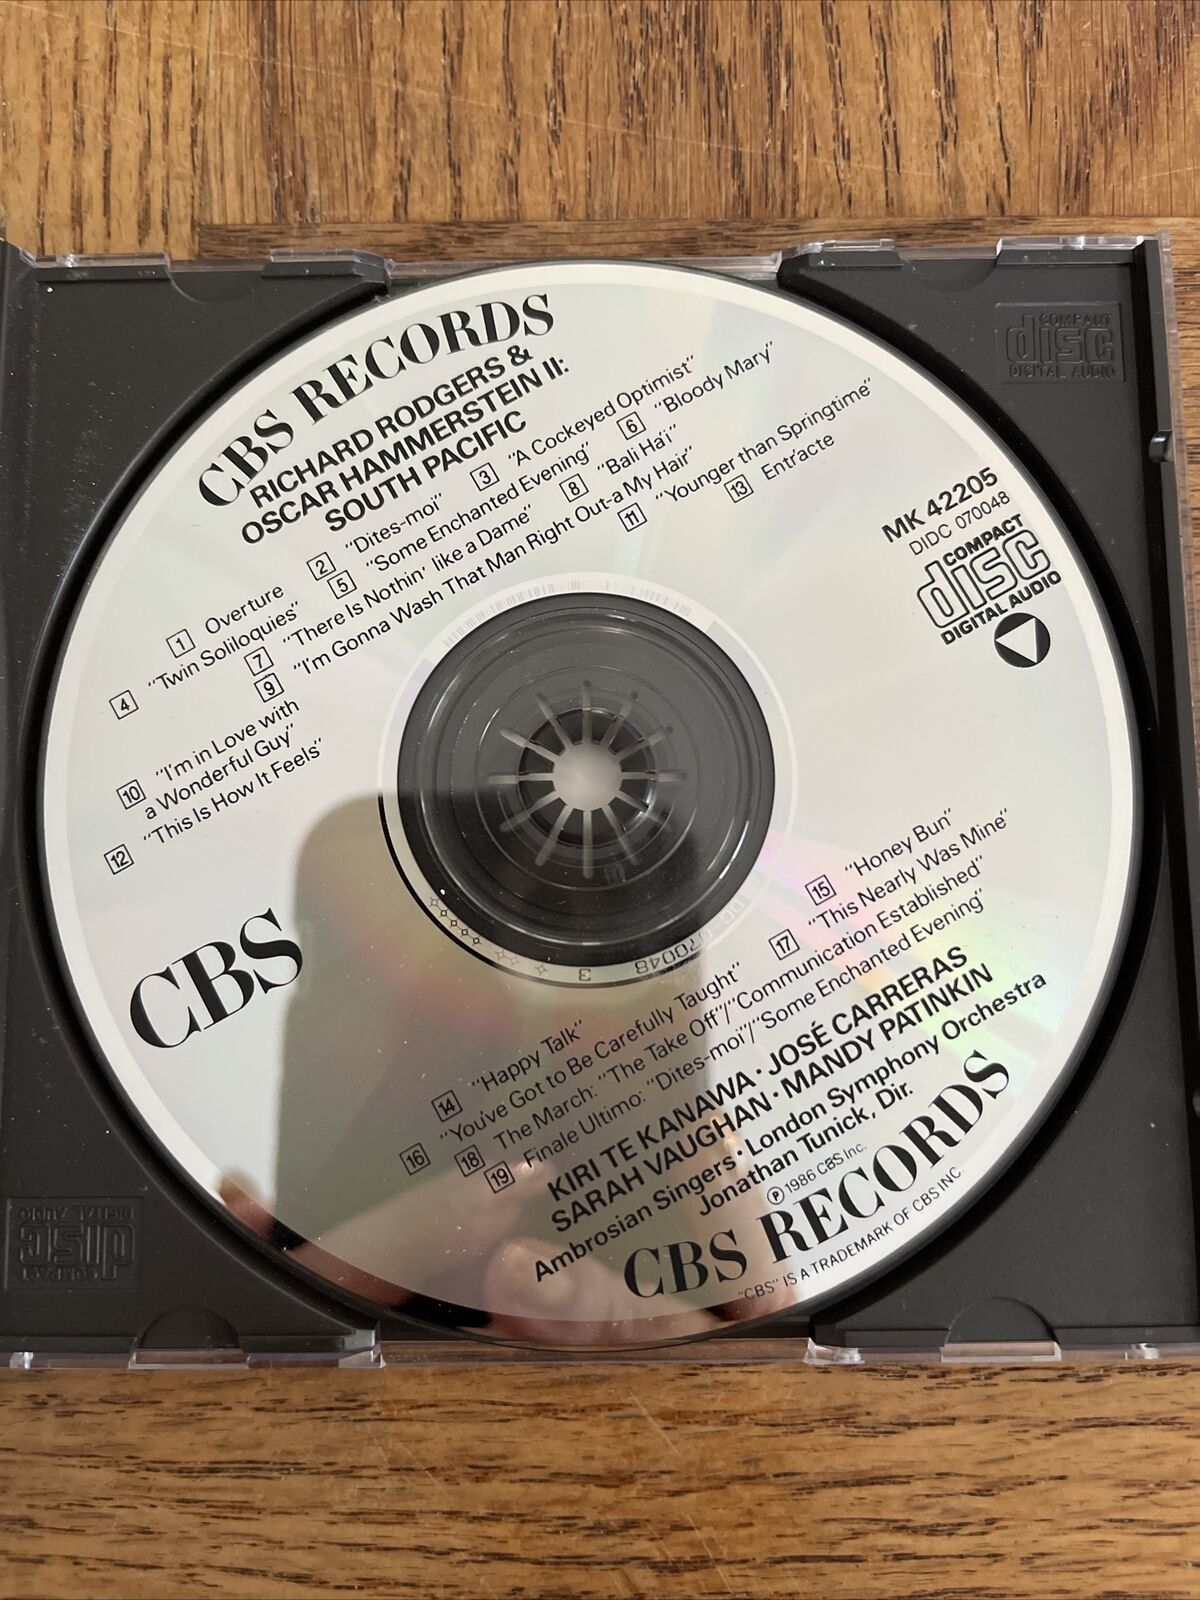 CBS RECORDS
RICHARD RODGERS &
OSCAR HAMMERSTEIN II:
SOUTH PACIFIC
1 Overture 2 "Dites-moi" 3 "A Cockeyed Optimist"
4 "Twin Soliloquies" 5 "Some Enchanted Evening" 6 "Bloody Mary"
7 "There Is Nothin' like a Dame" 8 "Bali Ha'i"
9 "I'm Gonna Wash That Man Right Out-a My Hair"
10 "I'm in Love with
a Wonderful Guy"
11 "Younger than Springtime"
12 "This Is How It Feels"
13 Entr'acte
MK 42205
DIDC 070048
COMPACT
disc
DIGITAL AUDIO
CBS
14 "Happy Talk" 15 "Honey Bun"
16 "You've Got to Be Carefully Taught" 17 "This Nearly Was Mine"
18 The March: "The Take Off"/"Communication Established"
19 Finale Ultimo: "Dites-moi"/"Some Enchanted Evening"
KIRI TE KANAWA · JOSÉ CARRERAS
SARAH VAUGHAN · MANDY PATINKIN
Ambrosian Singers · London Symphony Orchestra
Jonathan Tunick, Dir.
℗ 1986 CBS Inc.
CBS RECORDS
"CBS" IS A TRADEMARK OF CBS INC.
COMPACT
disc
DIGITAL AUDIO
COMPACT
disc
DIGITAL AUDIO
070048 3